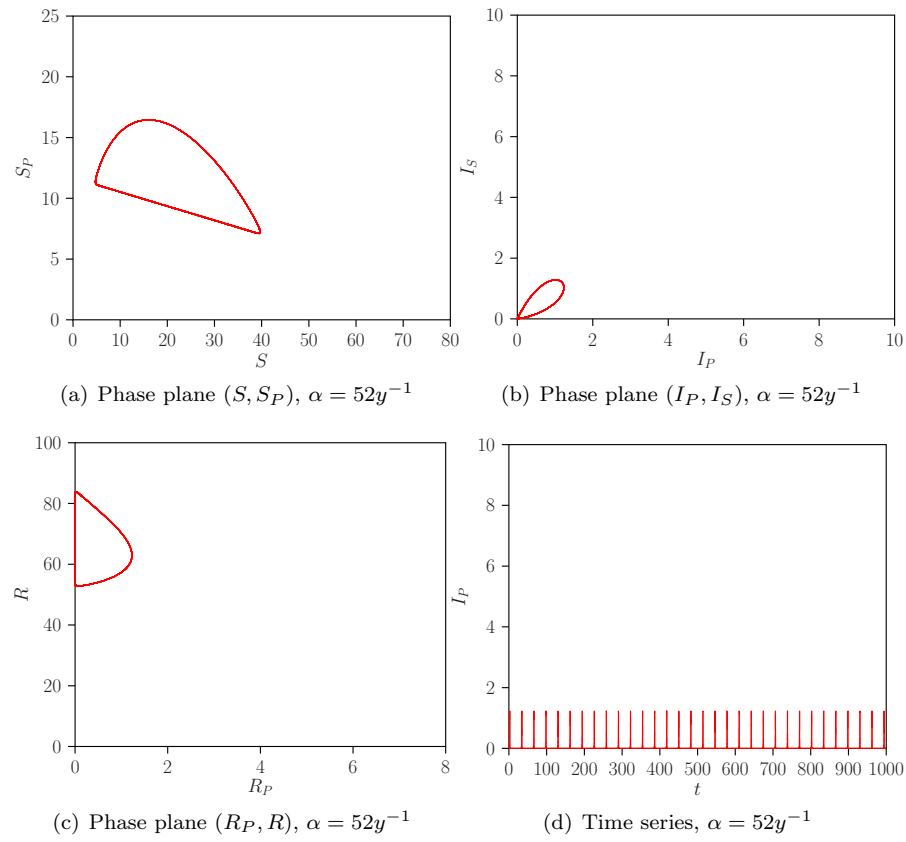 25
20
15
10
5
0
S_P
0 10 20 30 40 50 60 70 80
S
(a) Phase plane (S, S_P), α = 52y^{-1}
10
8
6
4
2
0
I_S
0 2 4 6 8 10
I_P
(b) Phase plane (I_P, I_S), α = 52y^{-1}
100
80
60
40
20
0
R
0 2 4 6 8
R_P
(c) Phase plane (R_P, R), α = 52y^{-1}
10
8
6
4
2
0
I_P
0 100 200 300 400 500 600 700 800 900 1000
t
(d) Time series, α = 52y^{-1}